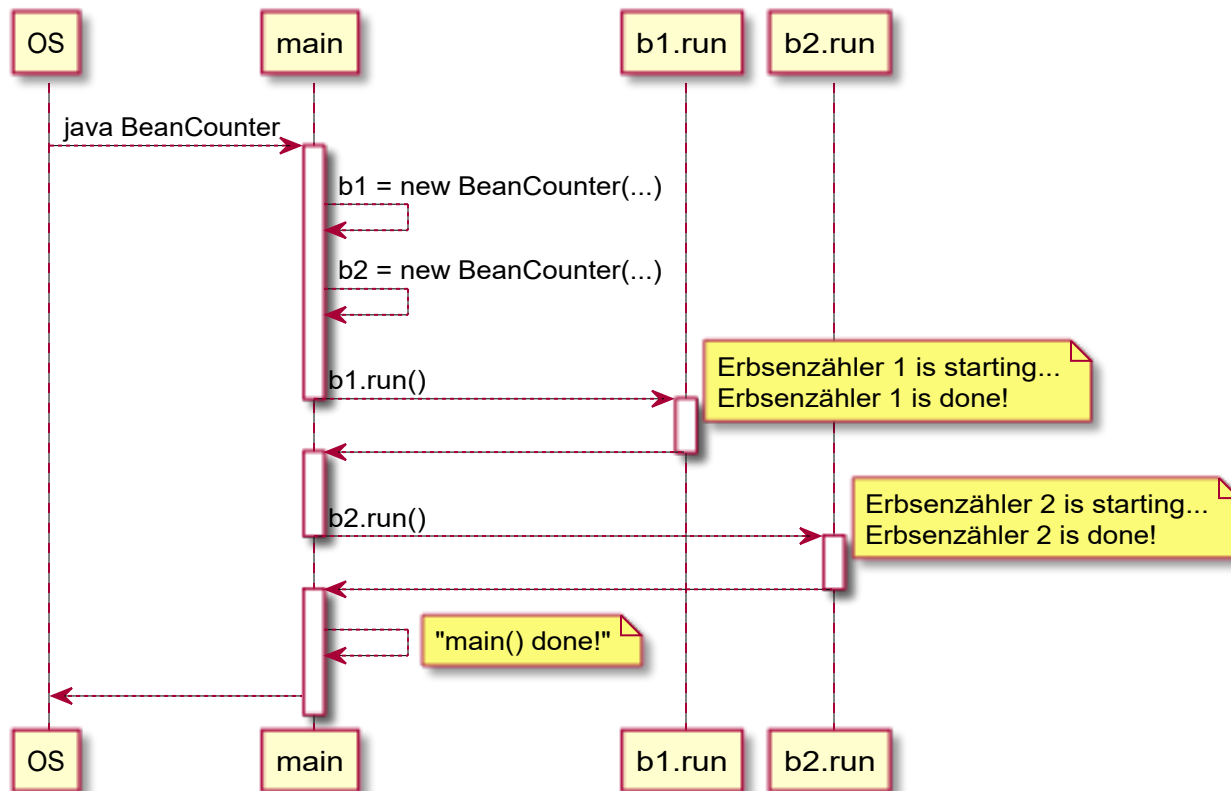 OS
main
b1.run
b2.run
java BeanCounter
b1 = new BeanCounter(...)
b2 = new BeanCounter(...)
b1.run()
Erbsenzähler 1 is starting...
Erbsenzähler 1 is done!
b2.run()
Erbsenzähler 2 is starting...
Erbsenzähler 2 is done!
"main() done!"
OS
main
b1.run
b2.run